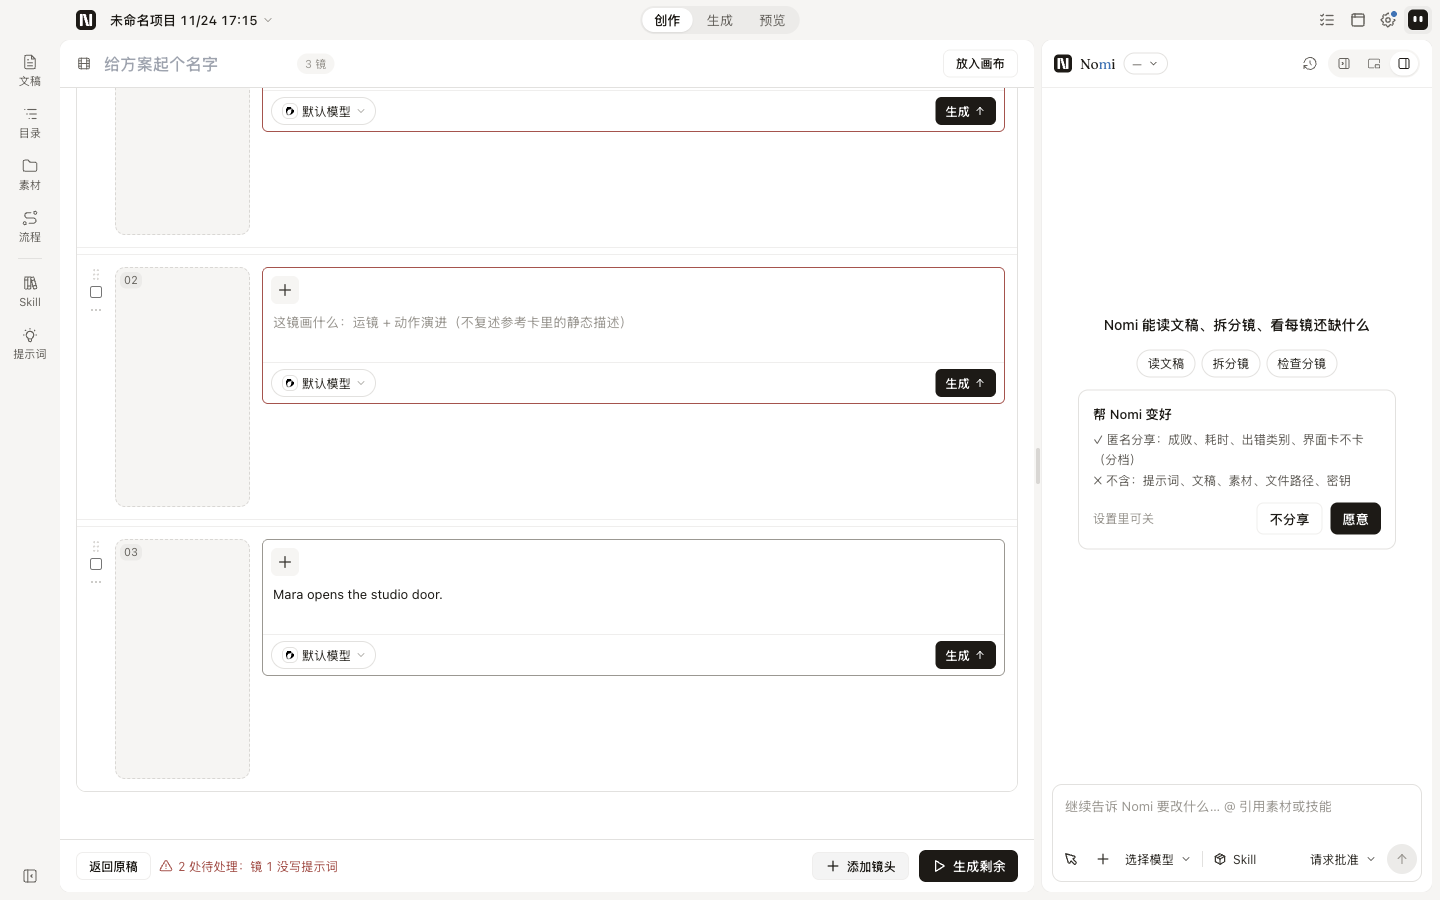 未命名项目 11/24 17:15
创作
生成
预览
文稿
目录
素材
流程
Skill
提示词
给方案起个名字
3 镜
放入画布
默认模型
生成
02
这镜画什么：运镜 + 动作演进（不复述参考卡里的静态描述）
默认模型
生成
03
Mara opens the studio door.
默认模型
生成
返回原稿
2 处待处理：镜 1 没写提示词
添加镜头
生成剩余
Nomi
—
Nomi 能读文稿、拆分镜、看每镜还缺什么
读文稿
拆分镜
检查分镜
帮 Nomi 变好
✓ 匿名分享：成败、耗时、出错类别、界面卡不卡
（分档）
✕ 不含：提示词、文稿、素材、文件路径、密钥
设置里可关
不分享
愿意
继续告诉 Nomi 要改什么... @ 引用素材或技能
选择模型
Skill
请求批准